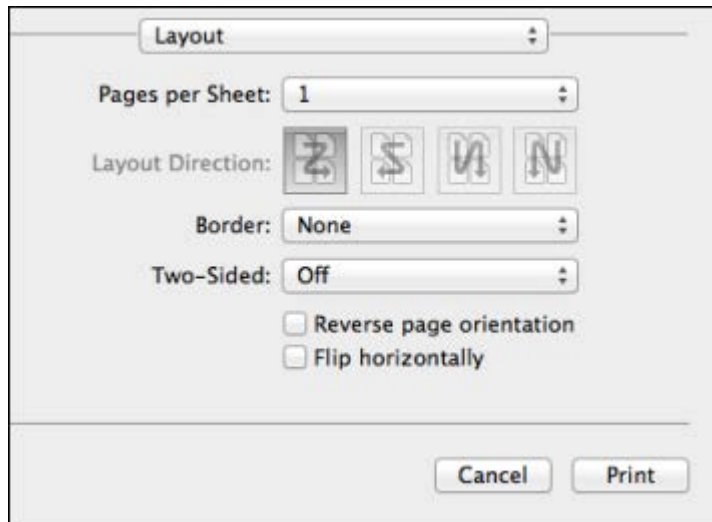 Layout
Pages per Sheet: 1
Layout Direction:
Border: None
Two-Sided: Off
Reverse page orientation
Flip horizontally
Cancel Print